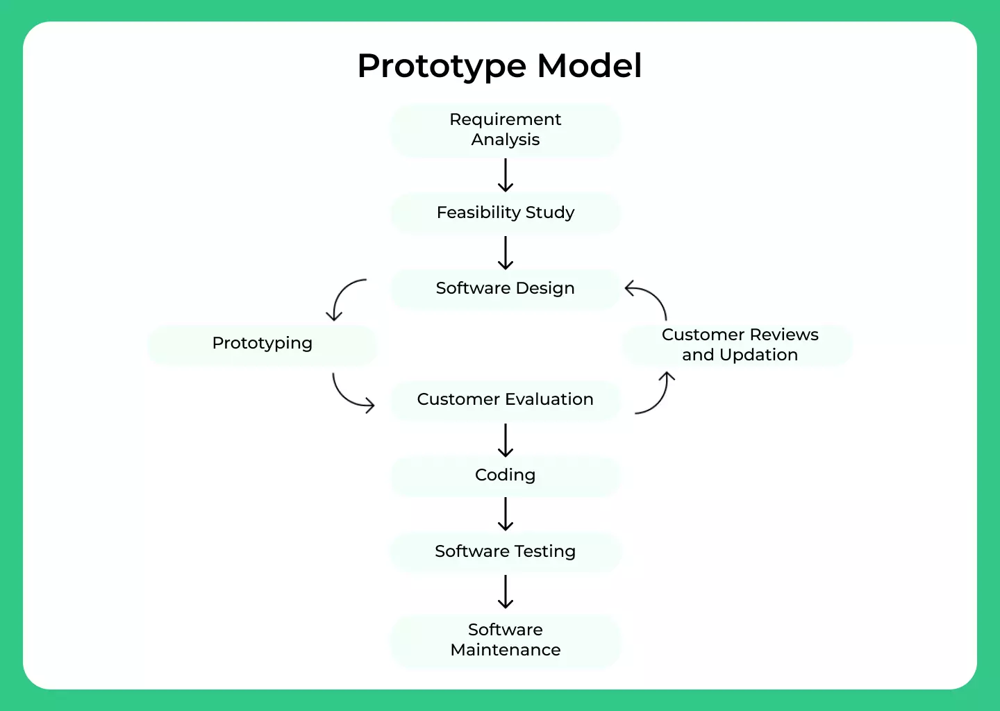 Prototype Model
Requirement
Analysis
Feasibility Study
Software Design
Prototyping
Customer Reviews
and Updation
Customer Evaluation
Coding
Software Testing
Software
Maintenance